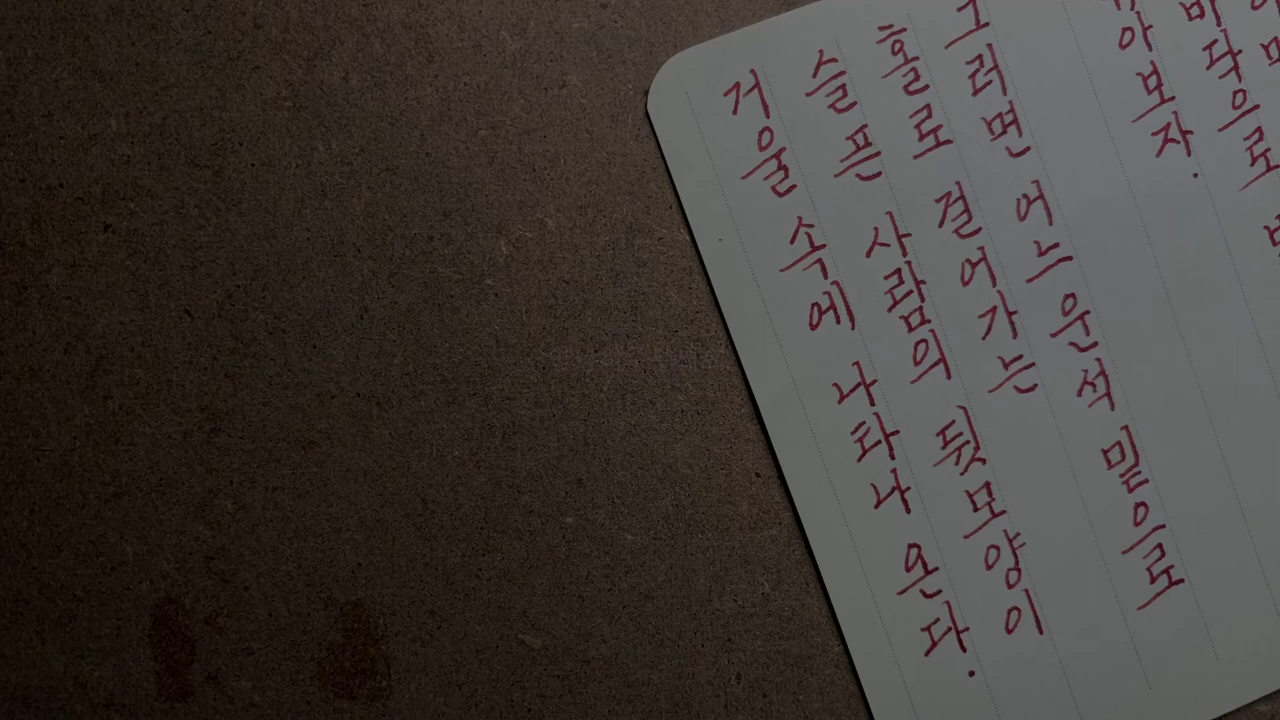 바닥으로
아 보자.
그러면 어느 운석 밑으로
홀로 걸어가는
슬픈 사람의 뒷모양이
거울 속에 나타나 온다.